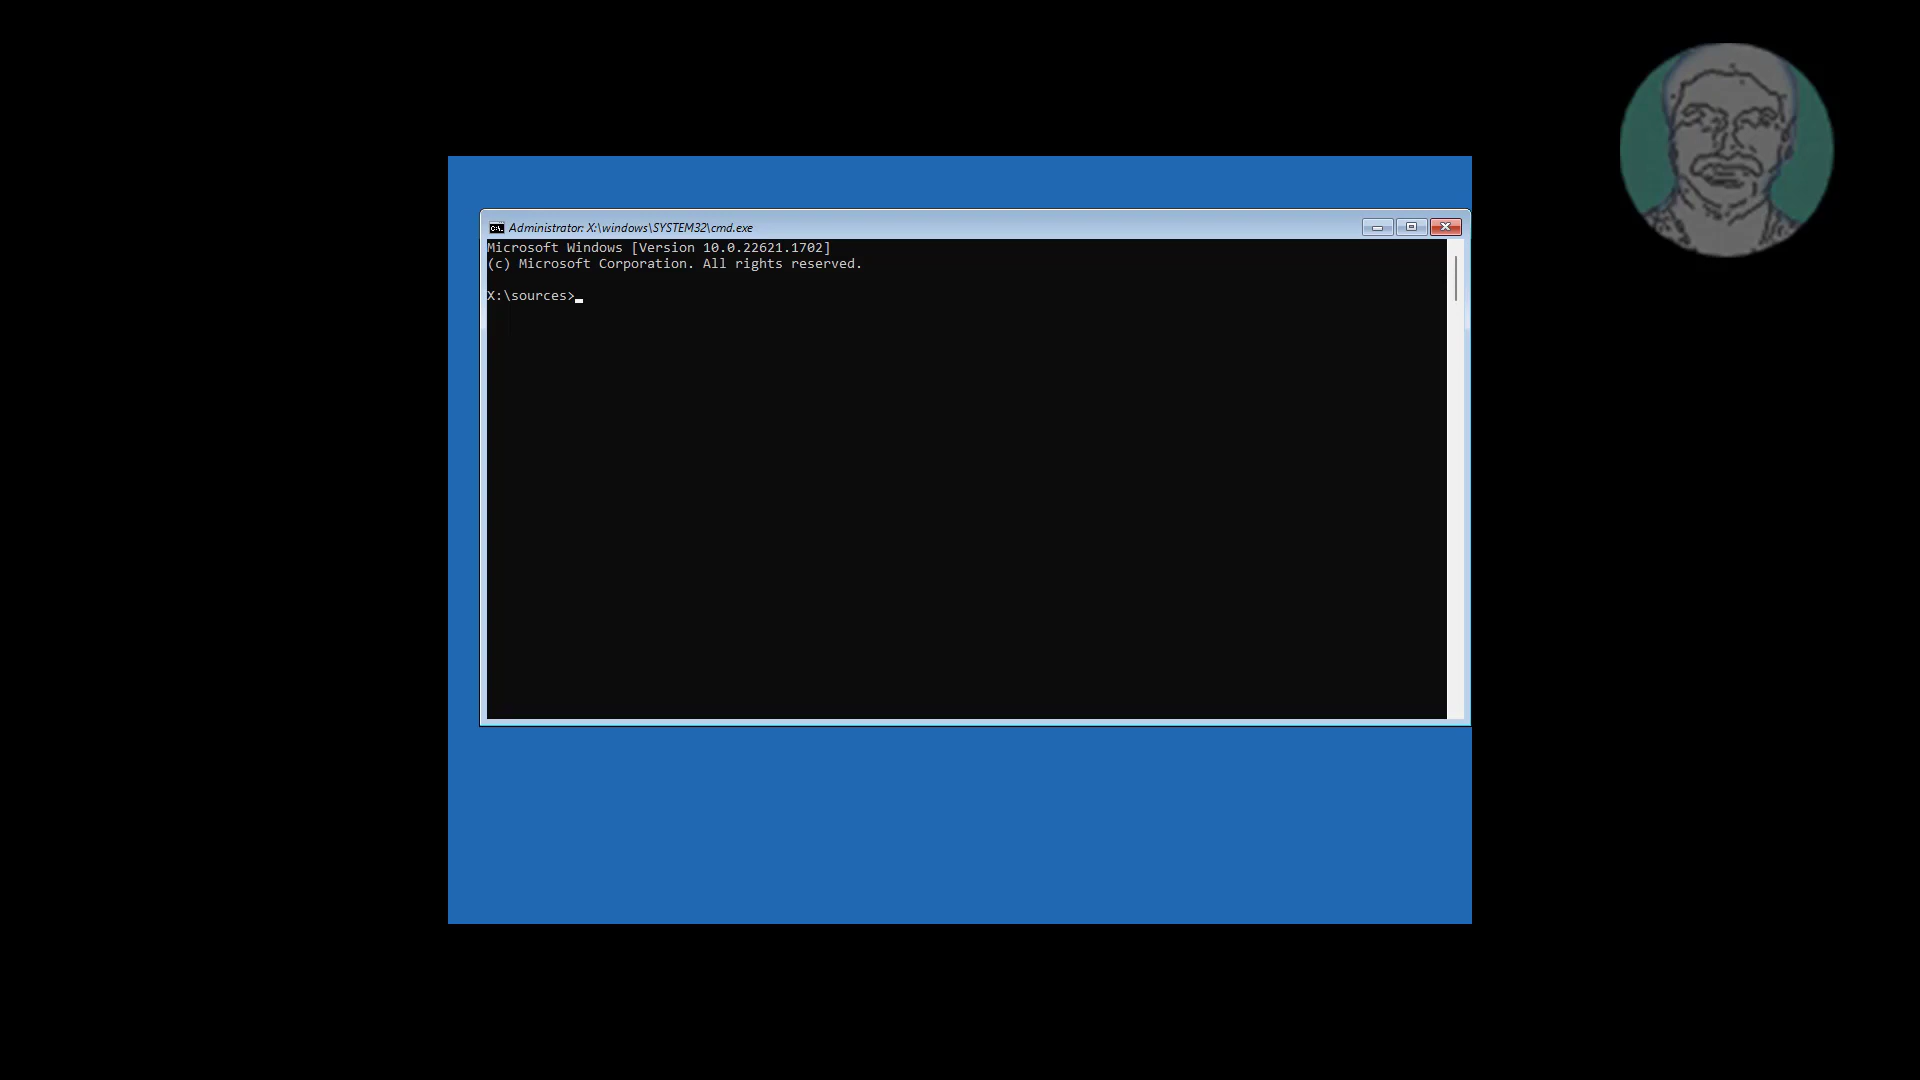 Administrator: X:\windows\SYSTEM32\cmd.exe
Microsoft Windows [Version 10.0.22621.1702]
(c) Microsoft Corporation. All rights reserved.
X:\sources>